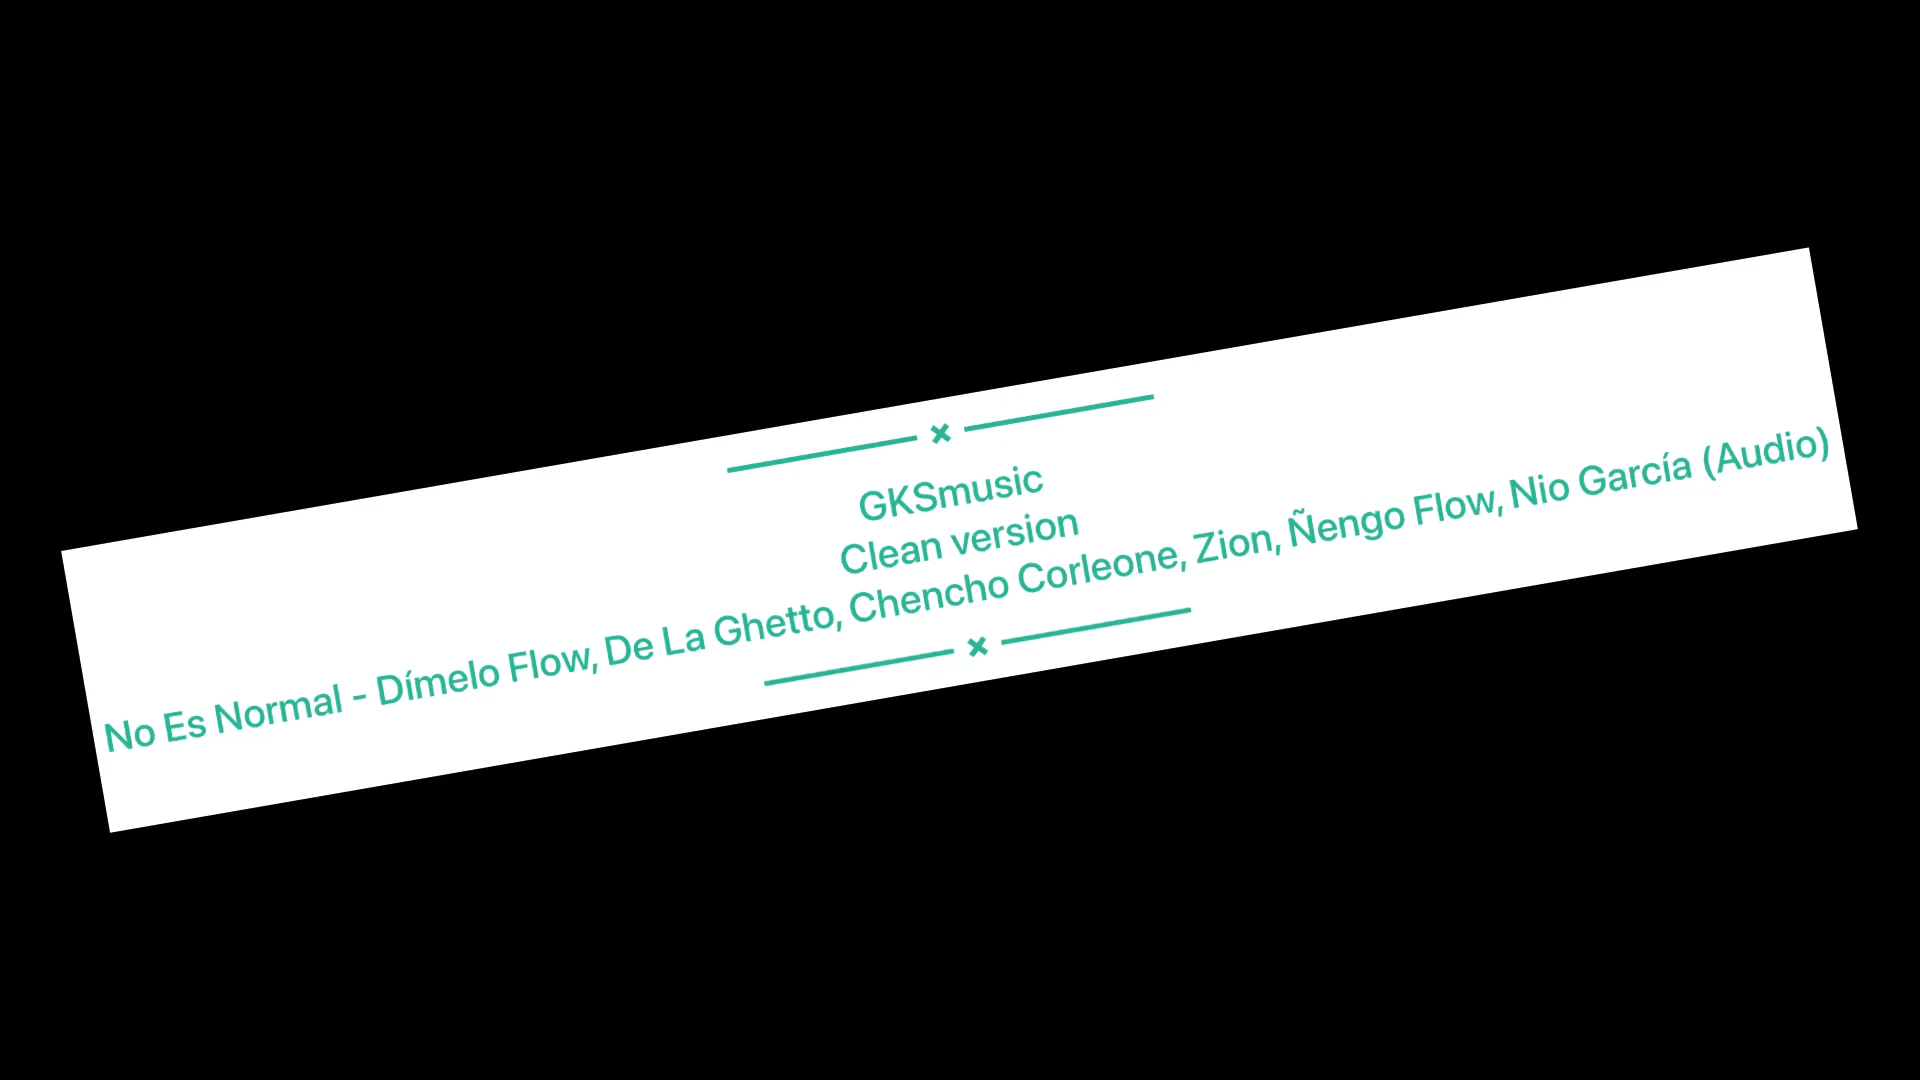 GKSmusic
Clean version
No Es Normal - Dímelo Flow, De La Ghetto, Chencho Corleone, Zion, Ñengo Flow, Nio García (Audio)